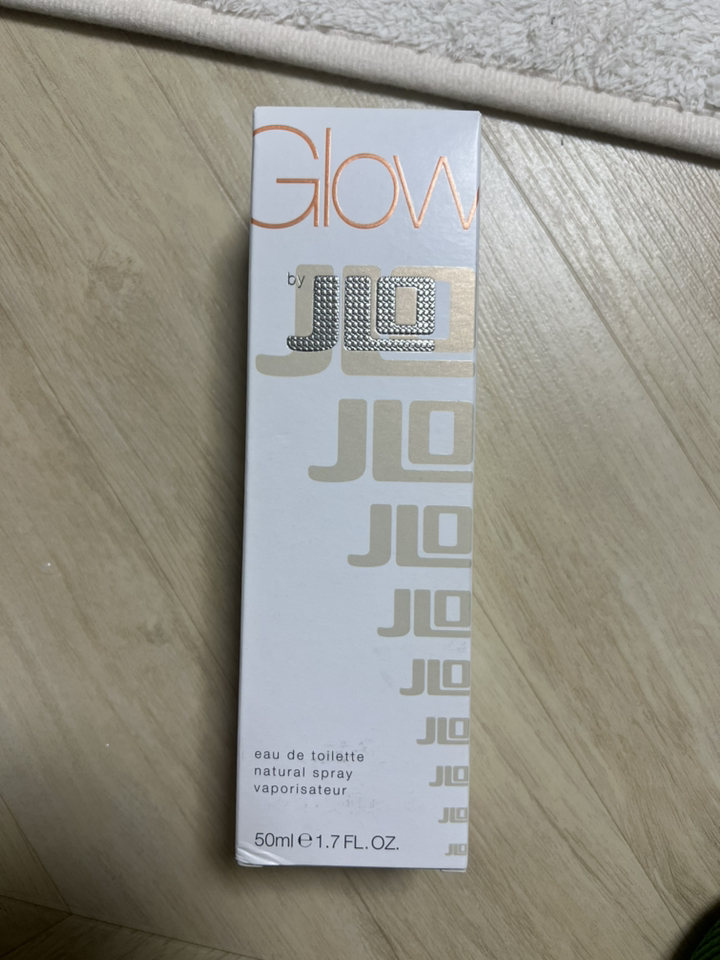 Glow
by JLO
JLO
JLO
JLO
JLO
JLO
JLO
JLO
JLO
JLO
eau de toilette
natural spray
vaporisateur
50ml ℮ 1.7 FL. OZ.